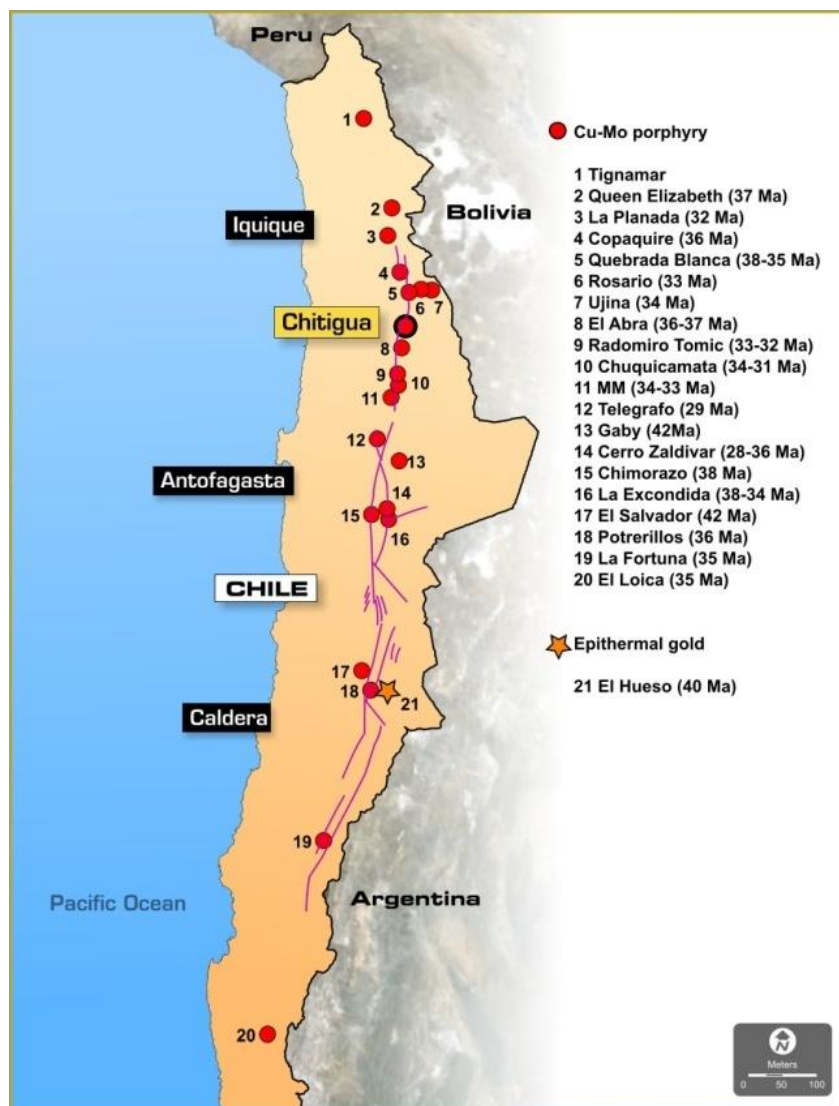 Peru
1
Bolivia
2
Iquique
3
4
5
6
7
Chitigua
8
9
10
11
12
13
Antofagasta
14
15
16
CHILE
17
18
21
Caldera
19
Argentina
Pacific Ocean
20
Cu-Mo porphyry
1 Tignamar
2 Queen Elizabeth (37 Ma)
3 La Planada (32 Ma)
4 Copaquire (36 Ma)
5 Quebrada Blanca (38-35 Ma)
6 Rosario (33 Ma)
7 Ujina (34 Ma)
8 El Abra (36-37 Ma)
9 Radomiro Tomic (33-32 Ma)
10 Chuquicamata (34-31 Ma)
11 MM (34-33 Ma)
12 Telegrafo (29 Ma)
13 Gaby (42Ma)
14 Cerro Zaldivar (28-36 Ma)
15 Chimorazo (38 Ma)
16 La Excondida (38-34 Ma)
17 El Salvador (42 Ma)
18 Potrerillos (36 Ma)
19 La Fortuna (35 Ma)
20 El Loica (35 Ma)
Epithermal gold
21 El Hueso (40 Ma)
N
Meters
0 50 100